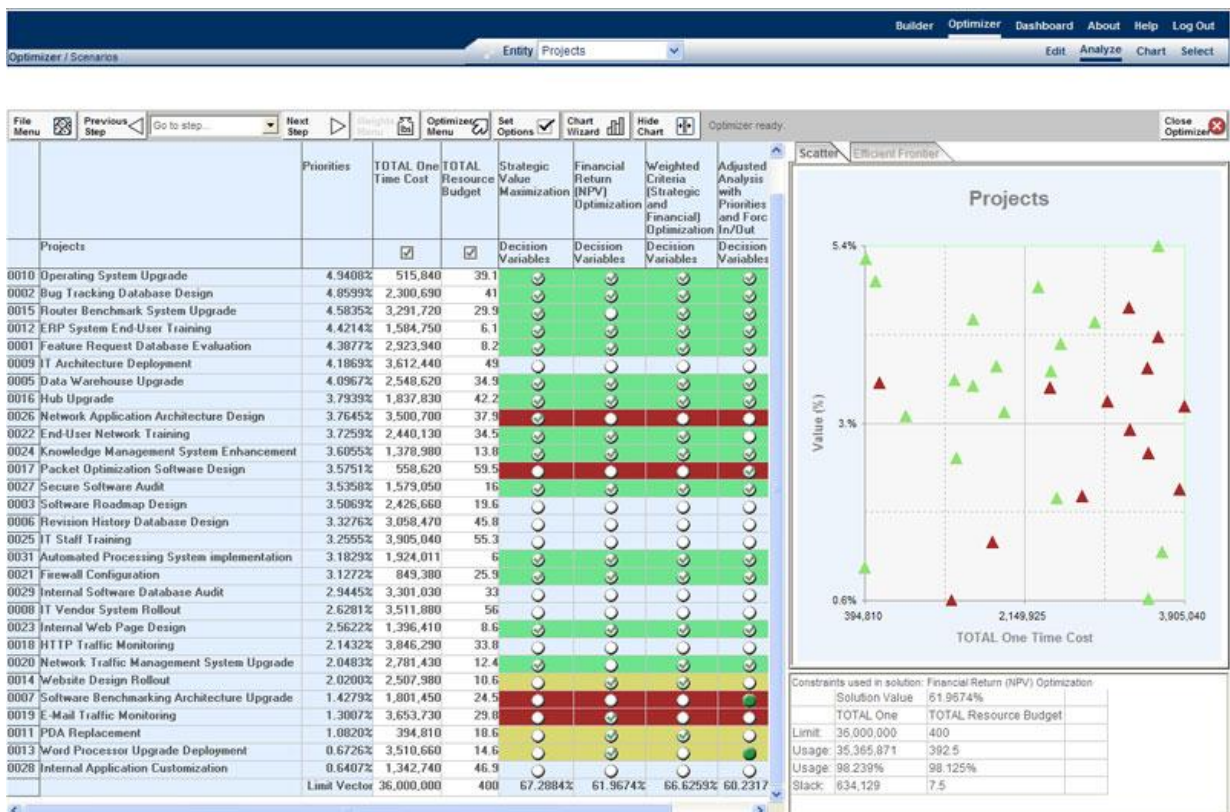 Builder Optimizer Dashboard About Help Log Out
Optimizer / Scenarios Entity Projects Edit Analyze Chart Select
File Menu Previous Step Go to step... Next Step Optimizer Menu Set Options Chart Wizard Hide Chart Optimizer ready. Close Optimizer
Priorities TOTAL One Time Cost TOTAL Resource Budget Strategic Value Maximization Financial Return (NPV) Optimization Weighted Criteria (Strategic and Financial) Optimization Adjusted Analysis with Priorities and Forc In/Out
Projects Decision Variables Decision Variables Decision Variables Decision Variables
0010 Operating System Upgrade 4.9408% 515,840 39.1
0002 Bug Tracking Database Design 4.8599% 2,300,690 41
0015 Router Benchmark System Upgrade 4.5835% 3,291,720 29.9
0012 ERP System End-User Training 4.4214% 1,584,750 6.1
0001 Feature Request Database Evaluation 4.3877% 2,923,940 8.2
0009 IT Architecture Deployment 4.1869% 3,612,440 49
0005 Data Warehouse Upgrade 4.0967% 2,548,620 34.9
0016 Hub Upgrade 3.7939% 1,837,830 42.2
0026 Network Application Architecture Design 3.7645% 3,500,700 37.9
0022 End-User Network Training 3.7259% 2,440,130 34.5
0024 Knowledge Management System Enhancement 3.6055% 1,378,980 13.8
0017 Packet Optimization Software Design 3.5751% 558,620 59.5
0027 Secure Software Audit 3.5358% 1,579,050 16
0003 Software Roadmap Design 3.5069% 2,426,660 19.6
0006 Revision History Database Design 3.3276% 3,058,470 45.8
0025 IT Staff Training 3.2555% 3,905,040 55.3
0031 Automated Processing System implementation 3.1829% 1,924,011 6
0021 Firewall Configuration 3.1272% 849,380 25.9
0029 Internal Software Database Audit 2.9445% 3,301,030 33
0008 IT Vendor System Rollout 2.6281% 3,511,880 56
0023 Internal Web Page Design 2.5622% 1,396,410 8.6
0018 HTTP Traffic Monitoring 2.1432% 3,846,290 33.8
0020 Network Traffic Management System Upgrade 2.0483% 2,781,430 12.4
0014 Website Design Rollout 2.0200% 2,507,980 10.6
0007 Software Benchmarking Architecture Upgrade 1.4279% 1,801,450 24.5
0019 E-Mail Traffic Monitoring 1.3007% 3,653,730 29.8
0011 PDA Replacement 1.0820% 394,810 18.6
0013 Word Processor Upgrade Deployment 0.6726% 3,510,660 14.6
0028 Internal Application Customization 0.6407% 1,342,740 46.9
Limit Vector 36,000,000 400 67.2884% 61.9674% 66.6259% 60.2317
Scatter Efficient Frontier
Projects
5.4%
3.%
0.6%
Value (%)
394,810 2,149,925 3,905,040
TOTAL One Time Cost
Constraints used in solution: Financial Return (NPV) Optimization
Solution Value 61.9674%
TOTAL One TOTAL Resource Budget
Limit: 36,000,000 400
Usage: 35,365,871 392.5
Usage: 98.239% 98.125%
Slack: 634,129 7.5